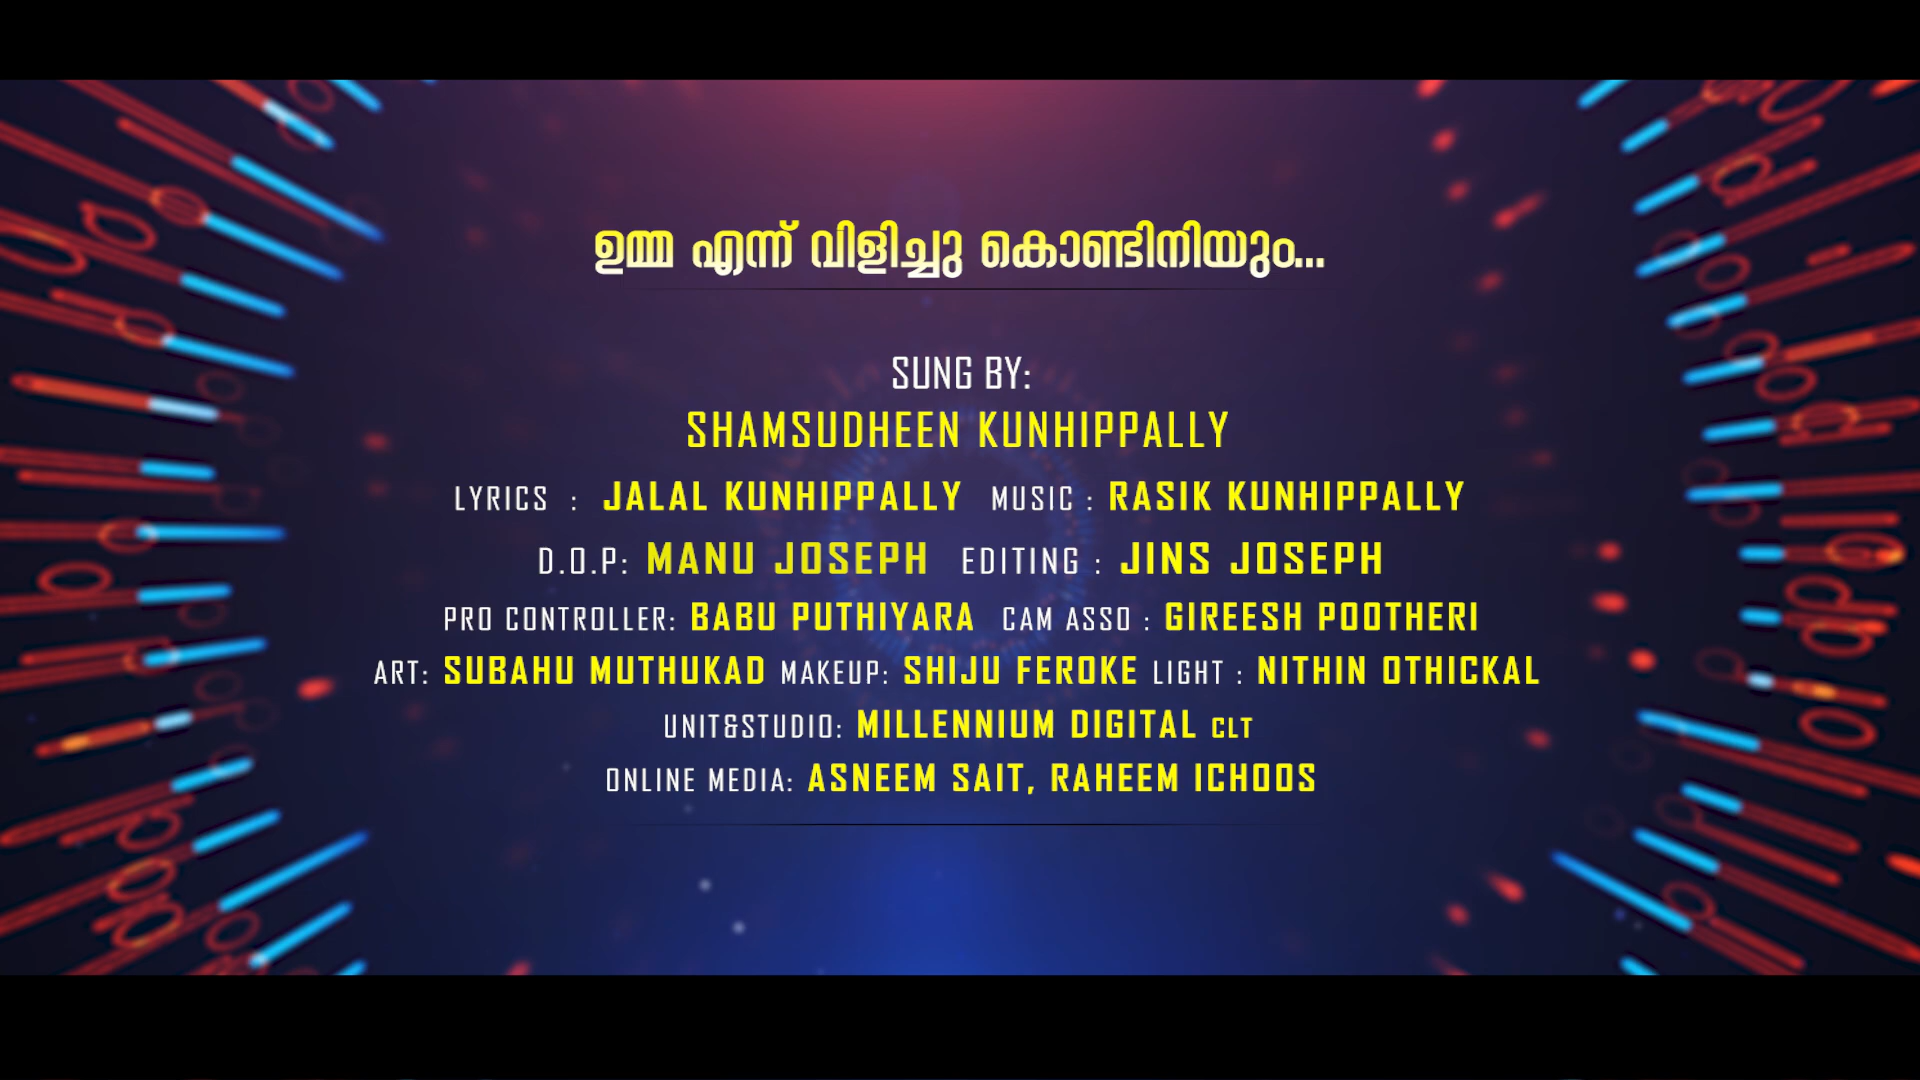 ഉമ്മ എന്ന് വിളിച്ചു കൊണ്ടിനിയും...
SUNG BY:
SHAMSUDHEEN KUNHIPPALLY
LYRICS : JALAL KUNHIPPALLY MUSIC : RASIK KUNHIPPALLY
D.O.P: MANU JOSEPH EDITING : JINS JOSEPH
PRO CONTROLLER: BABU PUTHIYARA CAM ASSO : GIREESH POOTHERI
ART: SUBAHU MUTHUKAD MAKEUP: SHIJU FEROKE LIGHT : NITHIN OTHICKAL
UNIT&STUDIO: MILLENNIUM DIGITAL CLT
ONLINE MEDIA: ASNEEM SAIT, RAHEEM ICHOOS